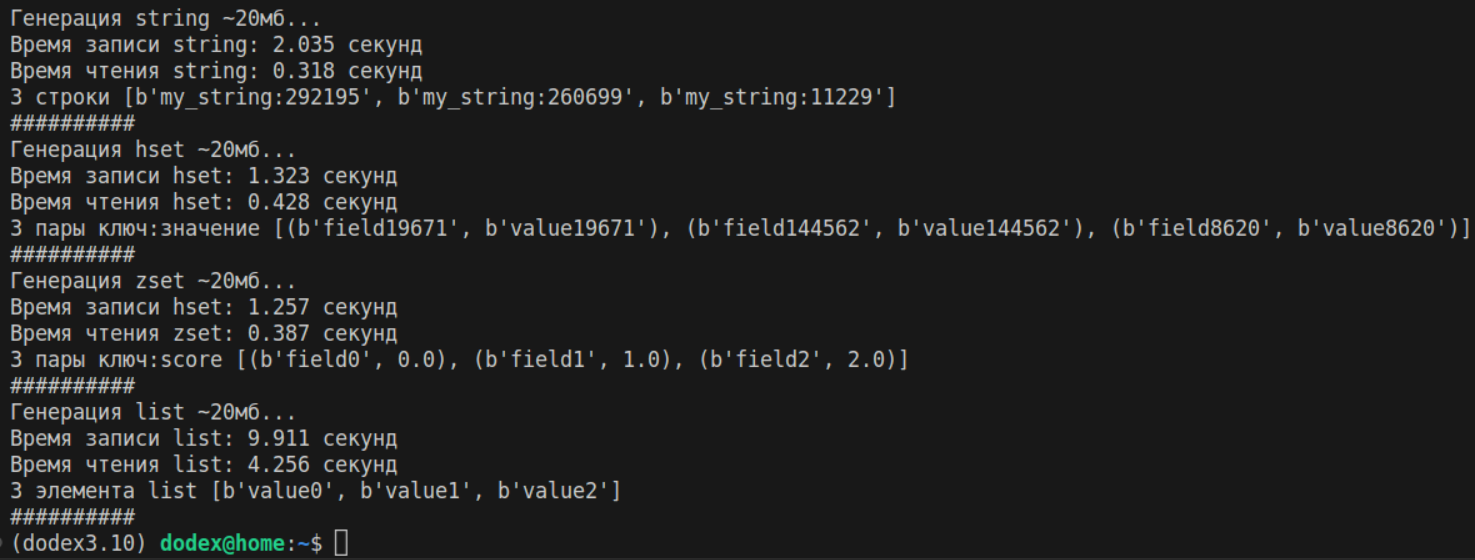 Генерация string ~20мб...
Время записи string: 2.035 секунд
Время чтения string: 0.318 секунд
3 строки [b'my_string:292195', b'my_string:260699', b'my_string:11229']
##########
Генерация hset ~20мб...
Время записи hset: 1.323 секунд
Время чтения hset: 0.428 секунд
3 пары ключ:значение [(b'field19671', b'value19671'), (b'field144562', b'value144562'), (b'field8620', b'value8620')]
##########
Генерация zset ~20мб...
Время записи hset: 1.257 секунд
Время чтения zset: 0.387 секунд
3 пары ключ:score [(b'field0', 0.0), (b'field1', 1.0), (b'field2', 2.0)]
##########
Генерация list ~20мб...
Время записи list: 9.911 секунд
Время чтения list: 4.256 секунд
3 элемента list [b'value0', b'value1', b'value2']
##########
(dodex3.10) dodex@home:~$